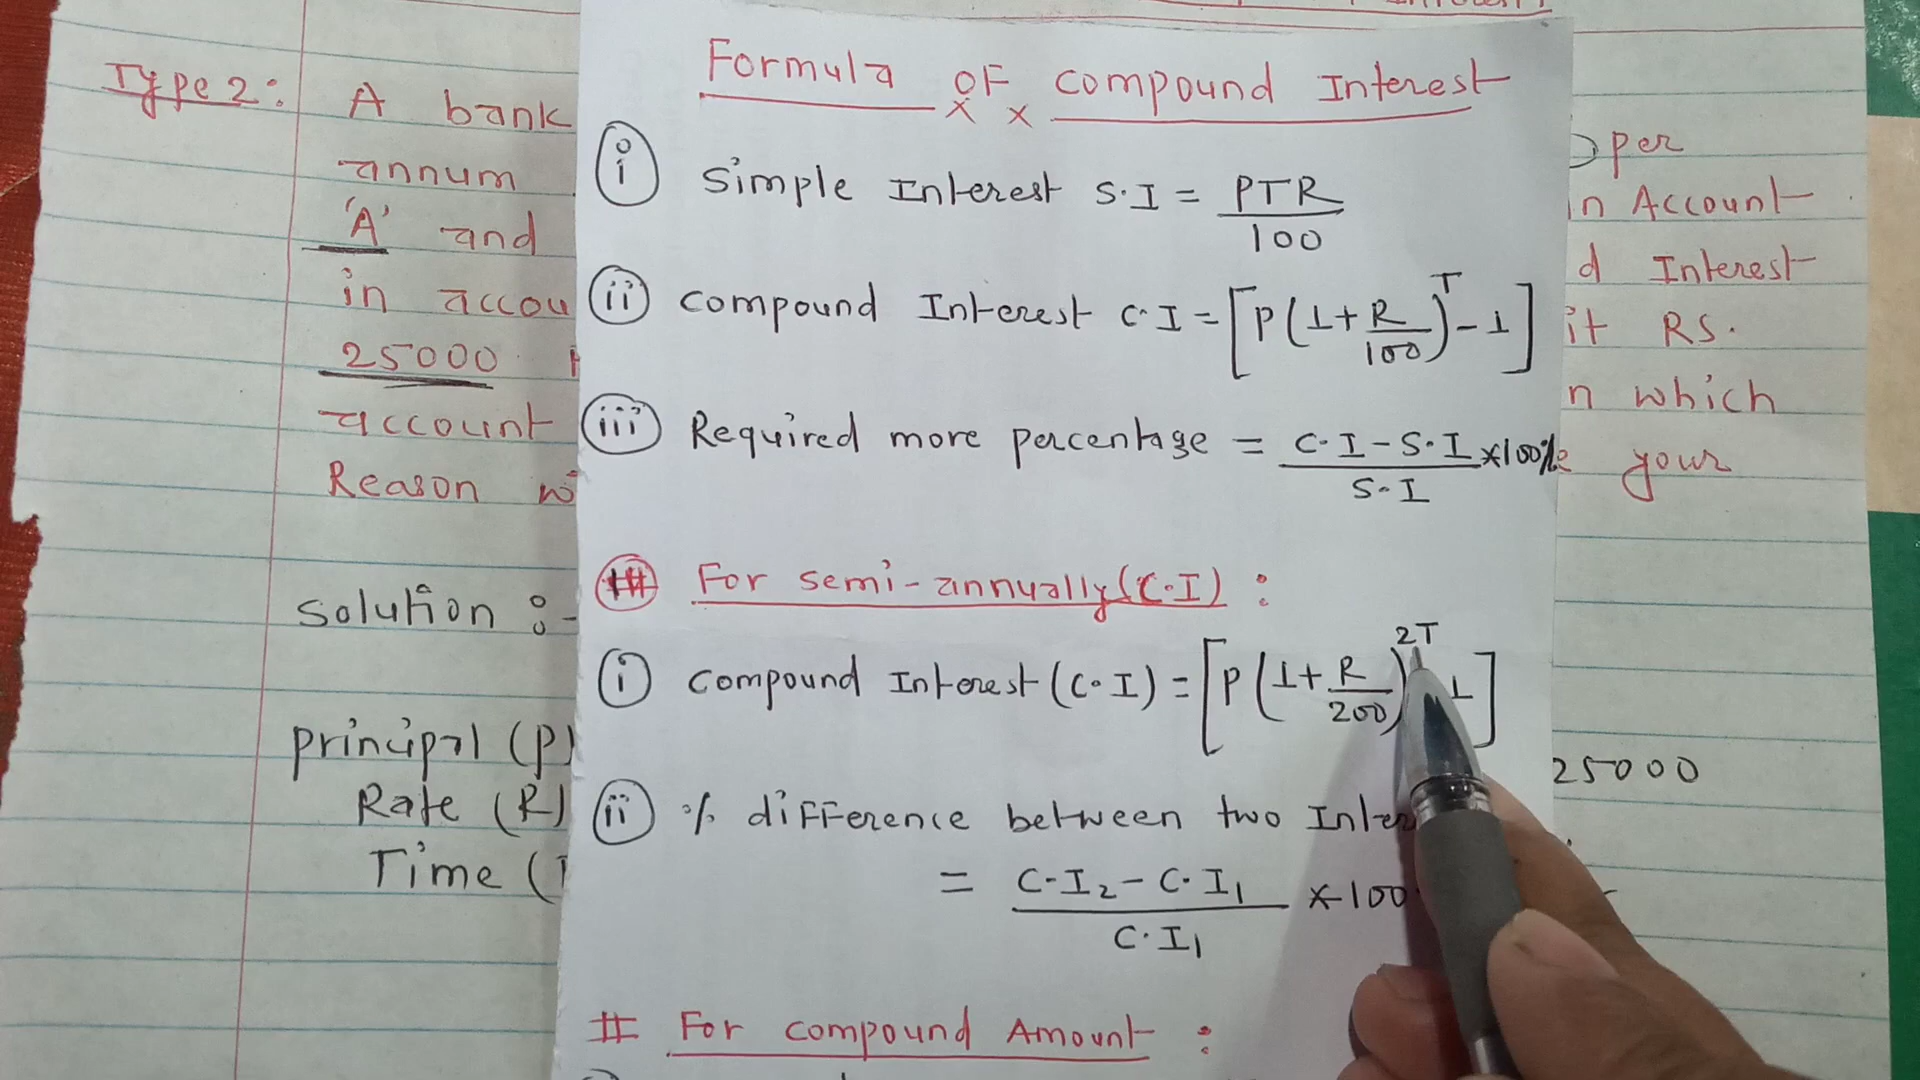 Formula OF compound Interest
i Simple Interest S.I = PTR/100
ii compound Interest C.I = [P(1+R/100)^T - 1]
iii Required more percentage = C.I - S.I/S.I × 100%
# For semi-annually (C.I) :
i compound Interest (C.I) = [P(1+R/200)^2T 1]
ii % difference between two
= C.I₂ - C.I₁/C.I₁ × 100
# For compound Amount :
Type 2:
A bank
annum
'A' and
in
25000
account
Reason
Solution :-
principal (P)
Rate (R)
Time (
per
in Account
d Interest
it RS.
n which
your
25000